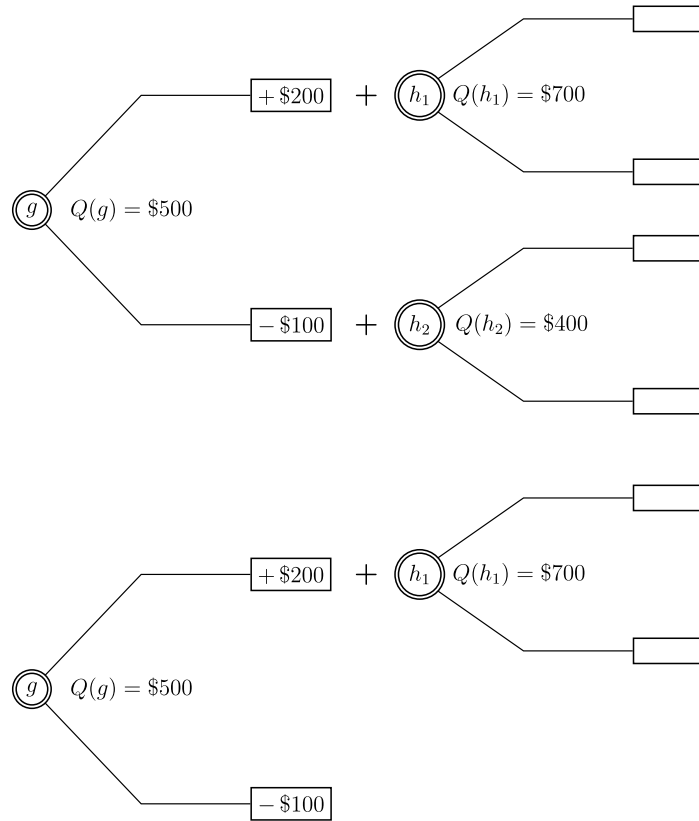 + $200 + h₁ Q(h₁) = $700
g Q(g) = $500
− $100 + h₂ Q(h₂) = $400
+ $200 + h₁ Q(h₁) = $700
g Q(g) = $500
− $100